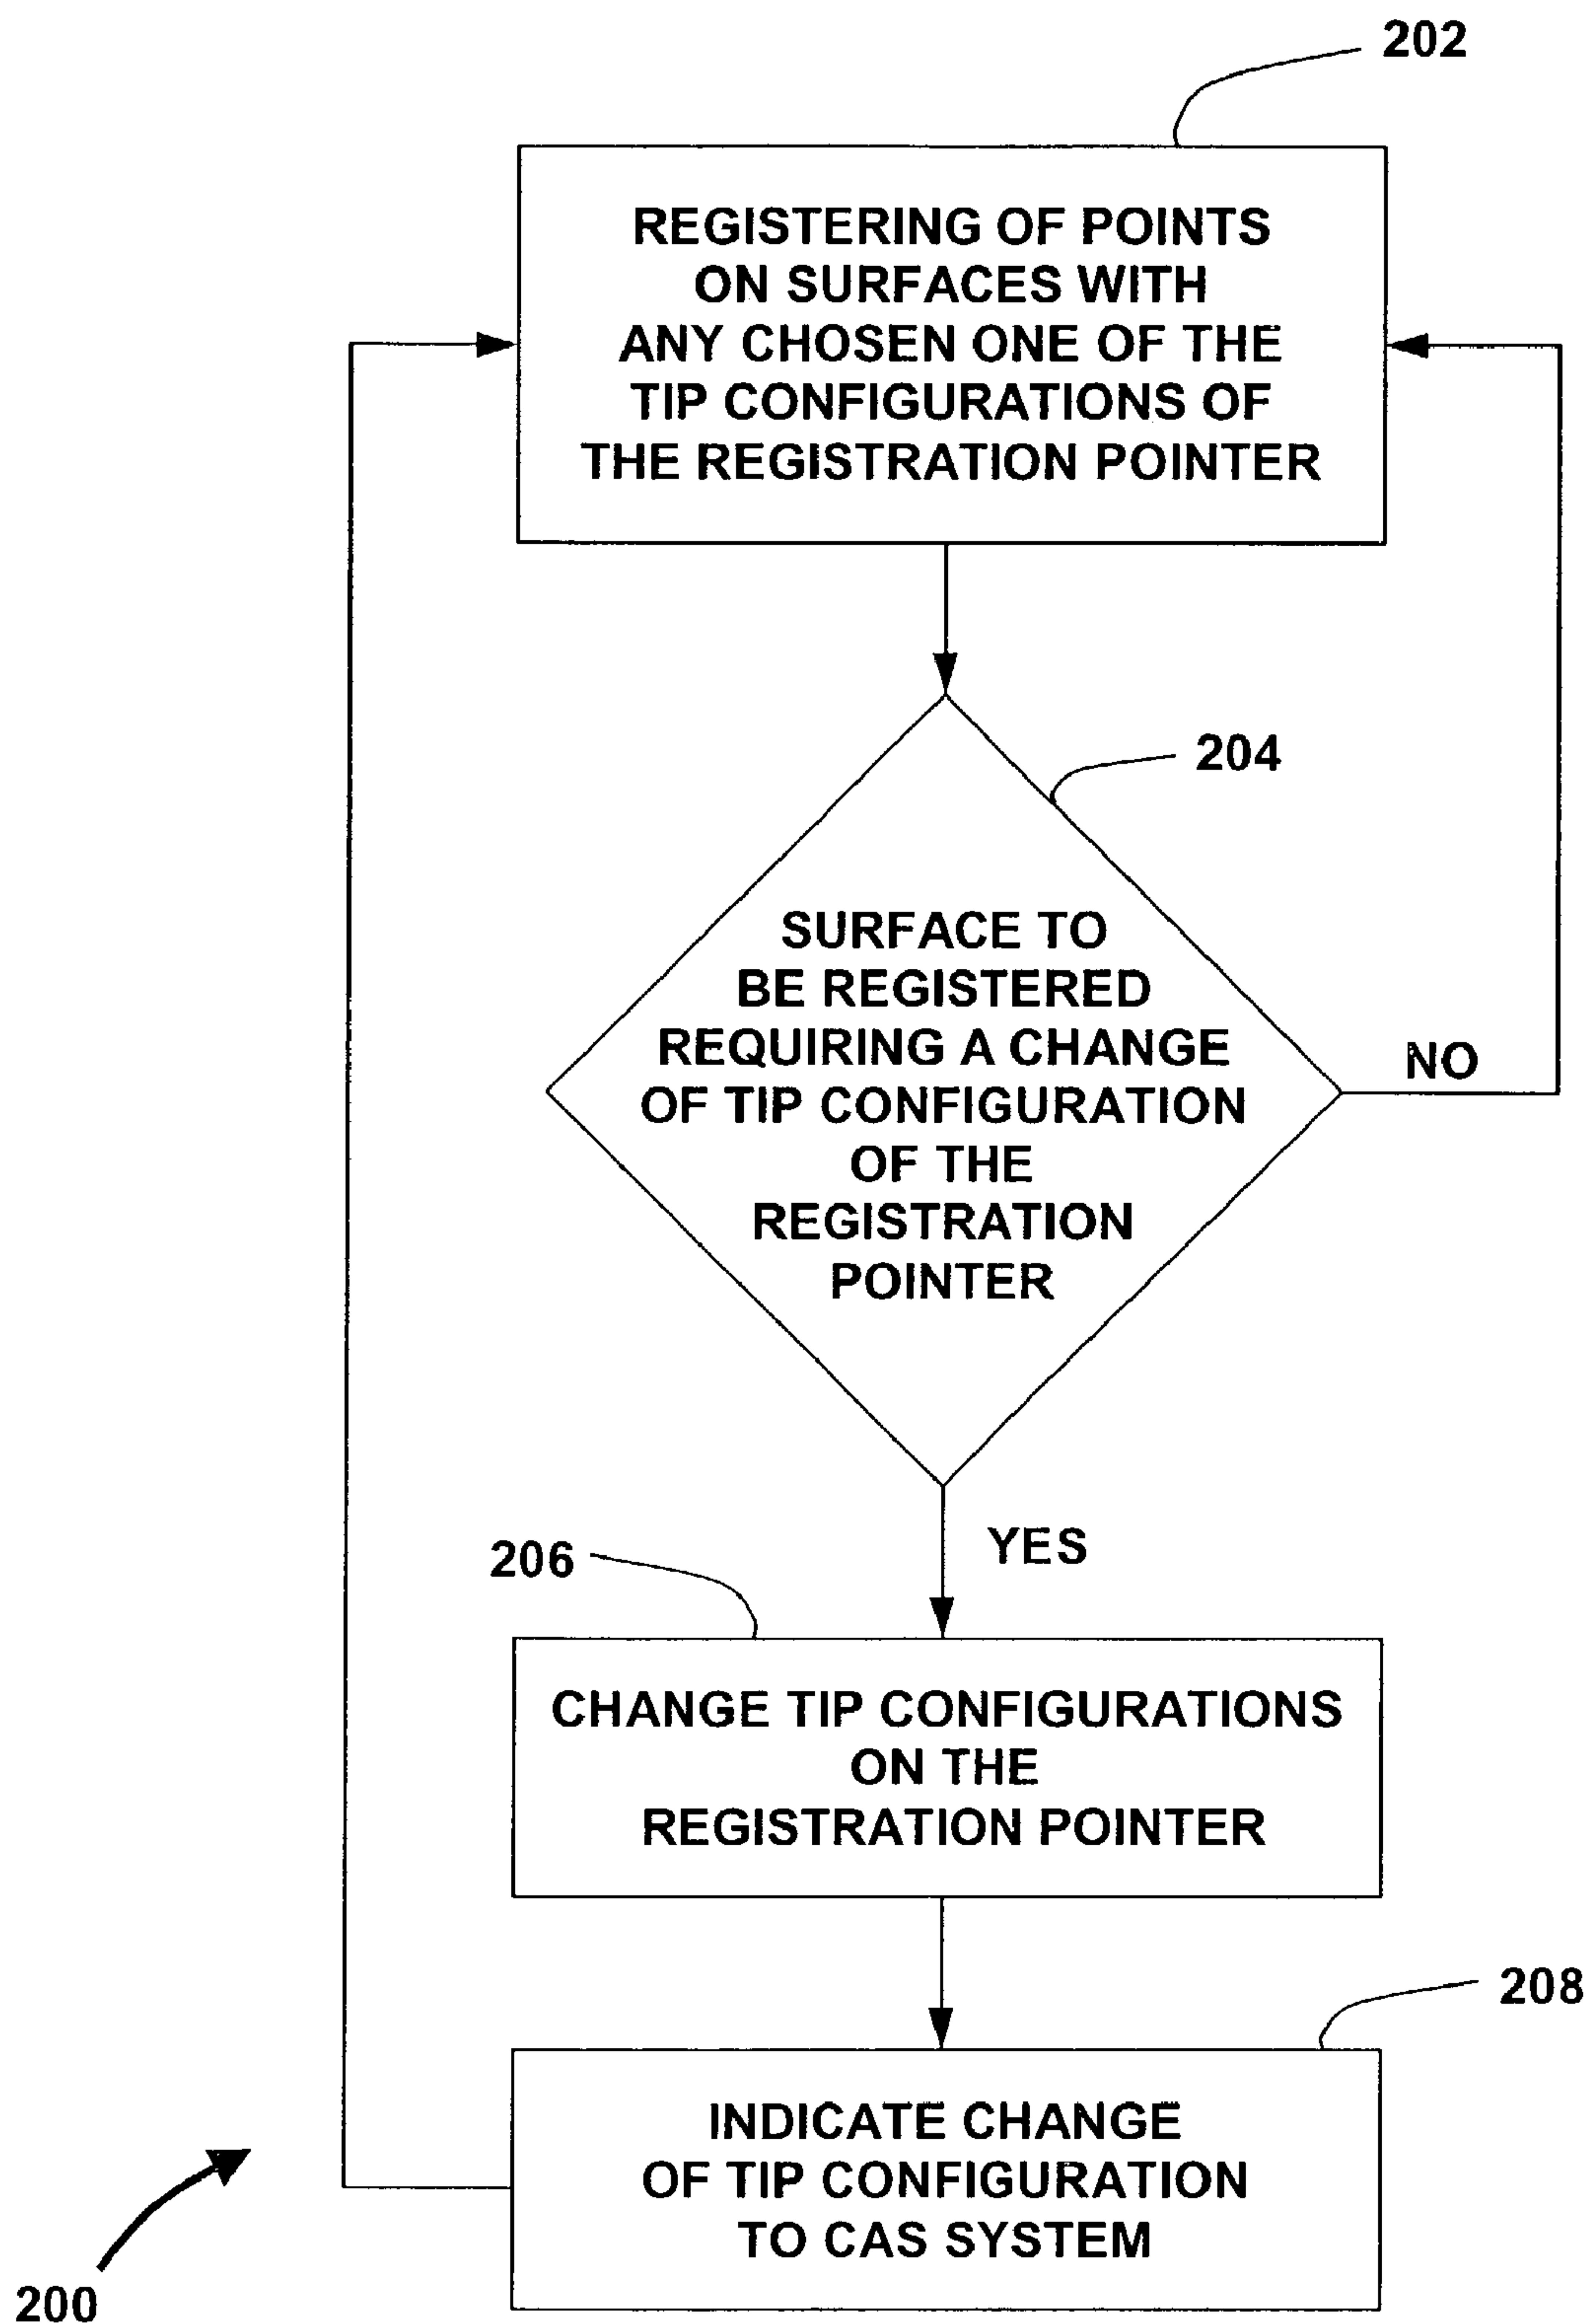 202
REGISTERING OF POINTS
ON SURFACES WITH
ANY CHOSEN ONE OF THE
TIP CONFIGURATIONS OF
THE REGISTRATION POINTER
204
SURFACE TO
BE REGISTERED
REQUIRING A CHANGE
OF TIP CONFIGURATION
OF THE
REGISTRATION
POINTER
NO
YES
206
CHANGE TIP CONFIGURATIONS
ON THE
REGISTRATION POINTER
208
INDICATE CHANGE
OF TIP CONFIGURATION
TO CAS SYSTEM
200